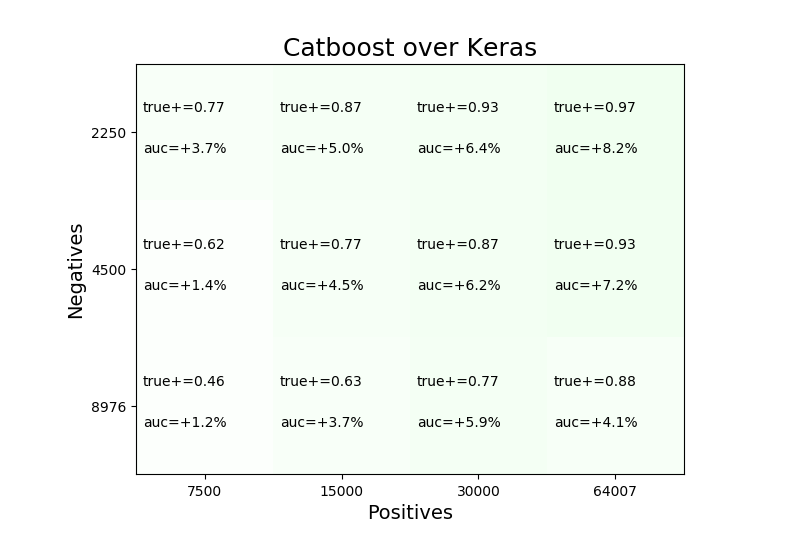 Catboost over Keras
true+=0.77 true+=0.87 true+=0.93 true+=0.97
2250
auc=+3.7% auc=+5.0% auc=+6.4% auc=+8.2%
true+=0.62 true+=0.77 true+=0.87 true+=0.93
Negatives
4500
auc=+1.4% auc=+4.5% auc=+6.2% auc=+7.2%
true+=0.46 true+=0.63 true+=0.77 true+=0.88
8976
auc=+1.2% auc=+3.7% auc=+5.9% auc=+4.1%
7500 15000 30000 64007
Positives